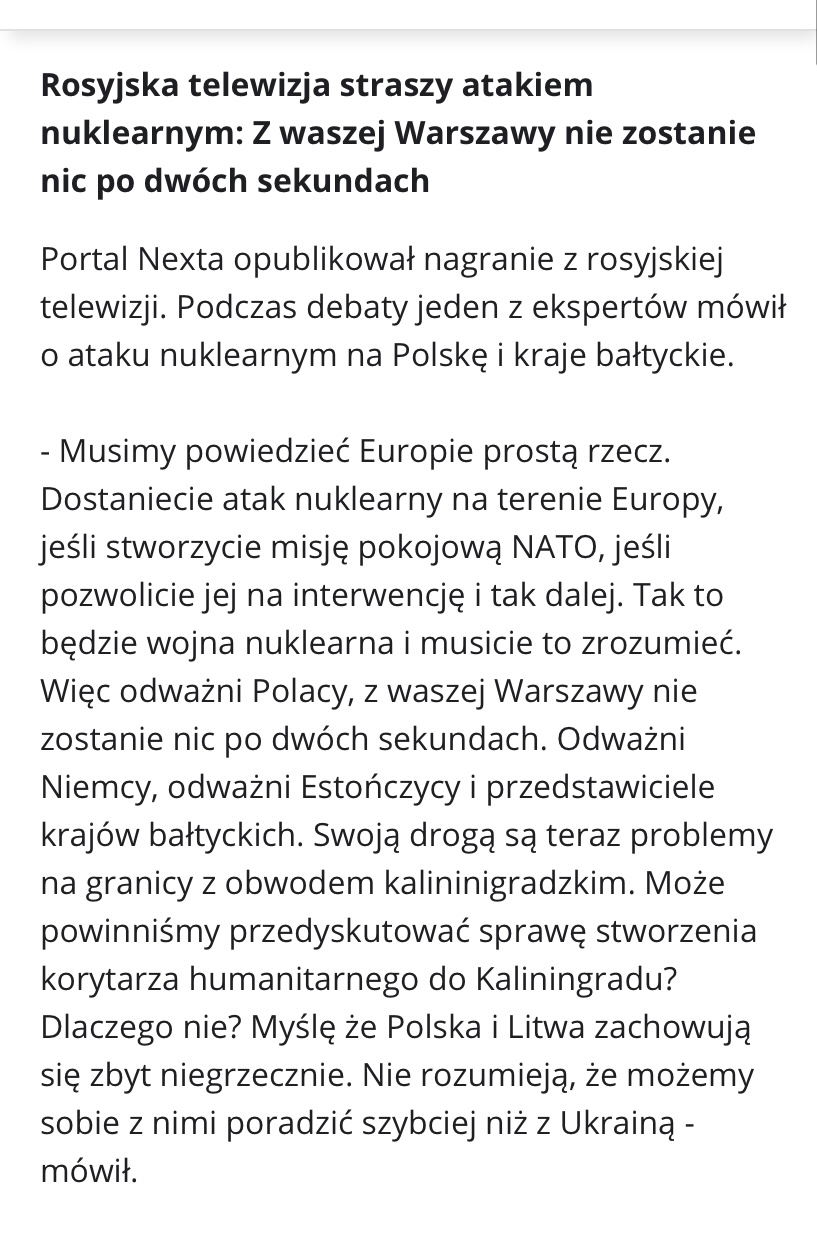 Rosyjska telewizja straszy atakiem
nuklearnym: Z waszej Warszawy nie zostanie
nic po dwóch sekundach
Portal Nexta opublikował nagranie z rosyjskiej
telewizji. Podczas debaty jeden z ekspertów mówił
o ataku nuklearnym na Polskę i kraje bałtyckie.
- Musimy powiedzieć Europie prostą rzecz.
Dostaniecie atak nuklearny na terenie Europy,
jeśli stworzycie misję pokojową NATO, jeśli
pozwolicie jej na interwencję i tak dalej. Tak to
będzie wojna nuklearna i musicie to zrozumieć.
Więc odważni Polacy, z waszej Warszawy nie
zostanie nic po dwóch sekundach. Odważni
Niemcy, odważni Estończycy i przedstawiciele
krajów bałtyckich. Swoją drogą są teraz problemy
na granicy z obwodem kalininigradzkim. Może
powinniśmy przedyskutować sprawę stworzenia
korytarza humanitarnego do Kaliningradu?
Dlaczego nie? Myślę że Polska i Litwa zachowują
się zbyt niegrzecznie. Nie rozumieją, że możemy
sobie z nimi poradzić szybciej niż z Ukrainą -
mówił.